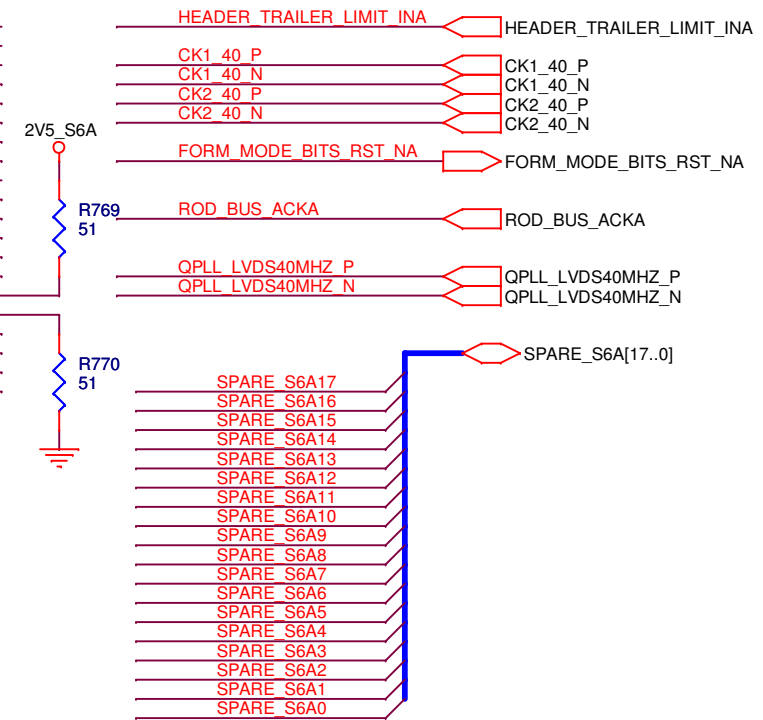 HEADER_TRAILER_LIMIT_INA HEADER_TRAILER_LIMIT_INA
CK1_40_P CK1_40_P
CK1_40_N CK1_40_N
CK2_40_P CK2_40_P
CK2_40_N CK2_40_N
2V5_S6A
FORM_MODE_BITS_RST_NA FORM_MODE_BITS_RST_NA
R769
51
ROD_BUS_ACKA ROD_BUS_ACKA
QPLL_LVDS40MHZ_P QPLL_LVDS40MHZ_P
QPLL_LVDS40MHZ_N QPLL_LVDS40MHZ_N
SPARE_S6A[17..0]
R770
51
SPARE_S6A17
SPARE_S6A16
SPARE_S6A15
SPARE_S6A14
SPARE_S6A13
SPARE_S6A12
SPARE_S6A11
SPARE_S6A10
SPARE_S6A9
SPARE_S6A8
SPARE_S6A7
SPARE_S6A6
SPARE_S6A5
SPARE_S6A4
SPARE_S6A3
SPARE_S6A2
SPARE_S6A1
SPARE_S6A0